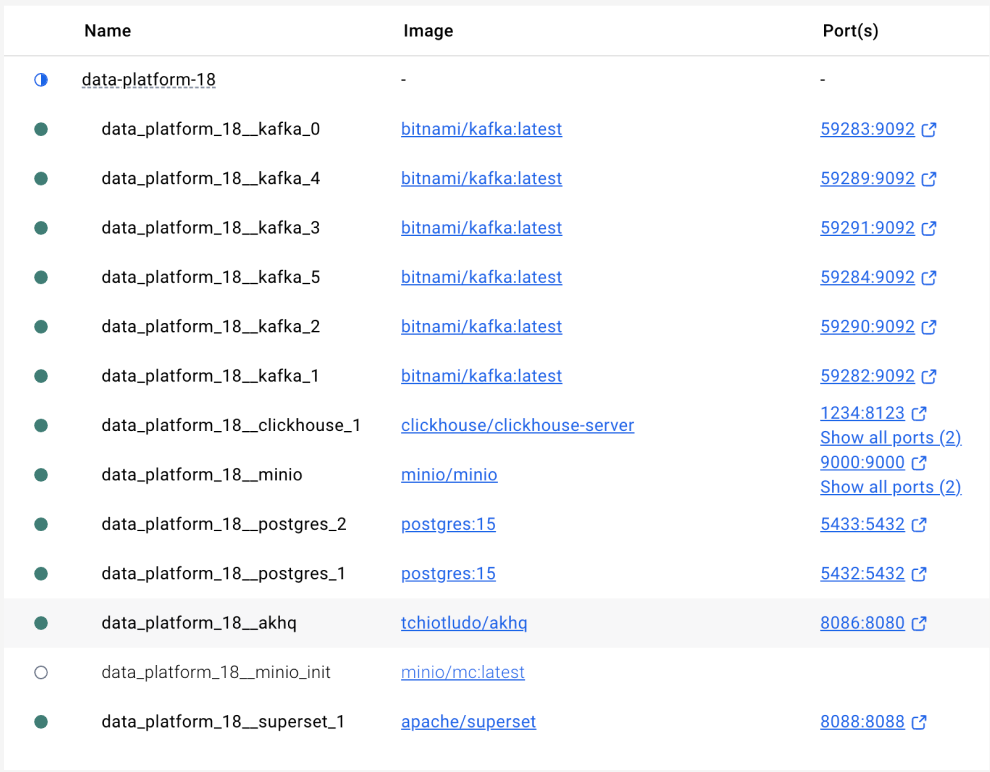 Name Image Port(s)
data-platform-18 - -
data_platform_18__kafka_0 bitnami/kafka:latest 59283:9092
data_platform_18__kafka_4 bitnami/kafka:latest 59289:9092
data_platform_18__kafka_3 bitnami/kafka:latest 59291:9092
data_platform_18__kafka_5 bitnami/kafka:latest 59284:9092
data_platform_18__kafka_2 bitnami/kafka:latest 59290:9092
data_platform_18__kafka_1 bitnami/kafka:latest 59282:9092
data_platform_18__clickhouse_1 clickhouse/clickhouse-server 1234:8123
Show all ports (2)
data_platform_18__minio minio/minio 9000:9000
Show all ports (2)
data_platform_18__postgres_2 postgres:15 5433:5432
data_platform_18__postgres_1 postgres:15 5432:5432
data_platform_18__akhq tchiotludo/akhq 8086:8080
data_platform_18__minio_init minio/mc:latest
data_platform_18__superset_1 apache/superset 8088:8088